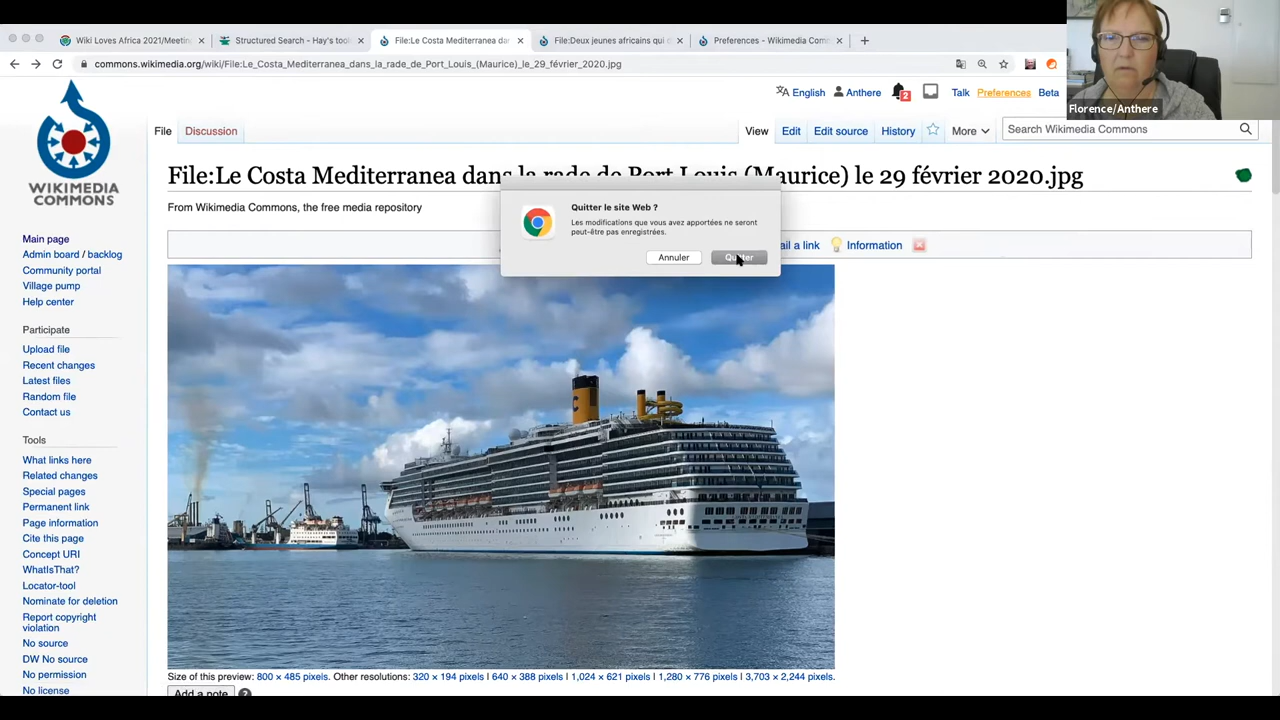 Wiki Loves Africa 2021/Meetin
Structured Search - Hay's tool
File:Le Costa Mediterranea dan
File:Deux jeunes africains qui
Preferences - Wikimedia Comm
commons.wikimedia.org/wiki/File:Le_Costa_Mediterranea_dans_la_rade_de_Port_Louis_(Maurice)_le_29_février_2020.jpg
Florence/Anthere
English Anthere 2 Talk Preferences Beta
File Discussion View Edit Edit source History More Search Wikimedia Commons
WIKIMEDIA
COMMONS
File:Le Costa Mediterranea dans la rade de Port Louis (Maurice) le 29 février 2020.jpg
From Wikimedia Commons, the free media repository
Quitter le site Web ?
Les modifications que vous avez apportées ne seront
peut-être pas enregistrées.
Annuler Quitter
ail a link Information
Main page
Admin board / backlog
Community portal
Village pump
Help center
Participate
Upload file
Recent changes
Latest files
Random file
Contact us
Tools
What links here
Related changes
Special pages
Permanent link
Page information
Cite this page
Concept URI
WhatIsThat?
Locator-tool
Nominate for deletion
Report copyright
violation
No source
DW No source
No permission
No license
C
Size of this preview: 800 × 485 pixels. Other resolutions: 320 × 194 pixels | 640 × 388 pixels | 1,024 × 621 pixels | 1,280 × 776 pixels | 3,703 × 2,244 pixels.
Add a note ?